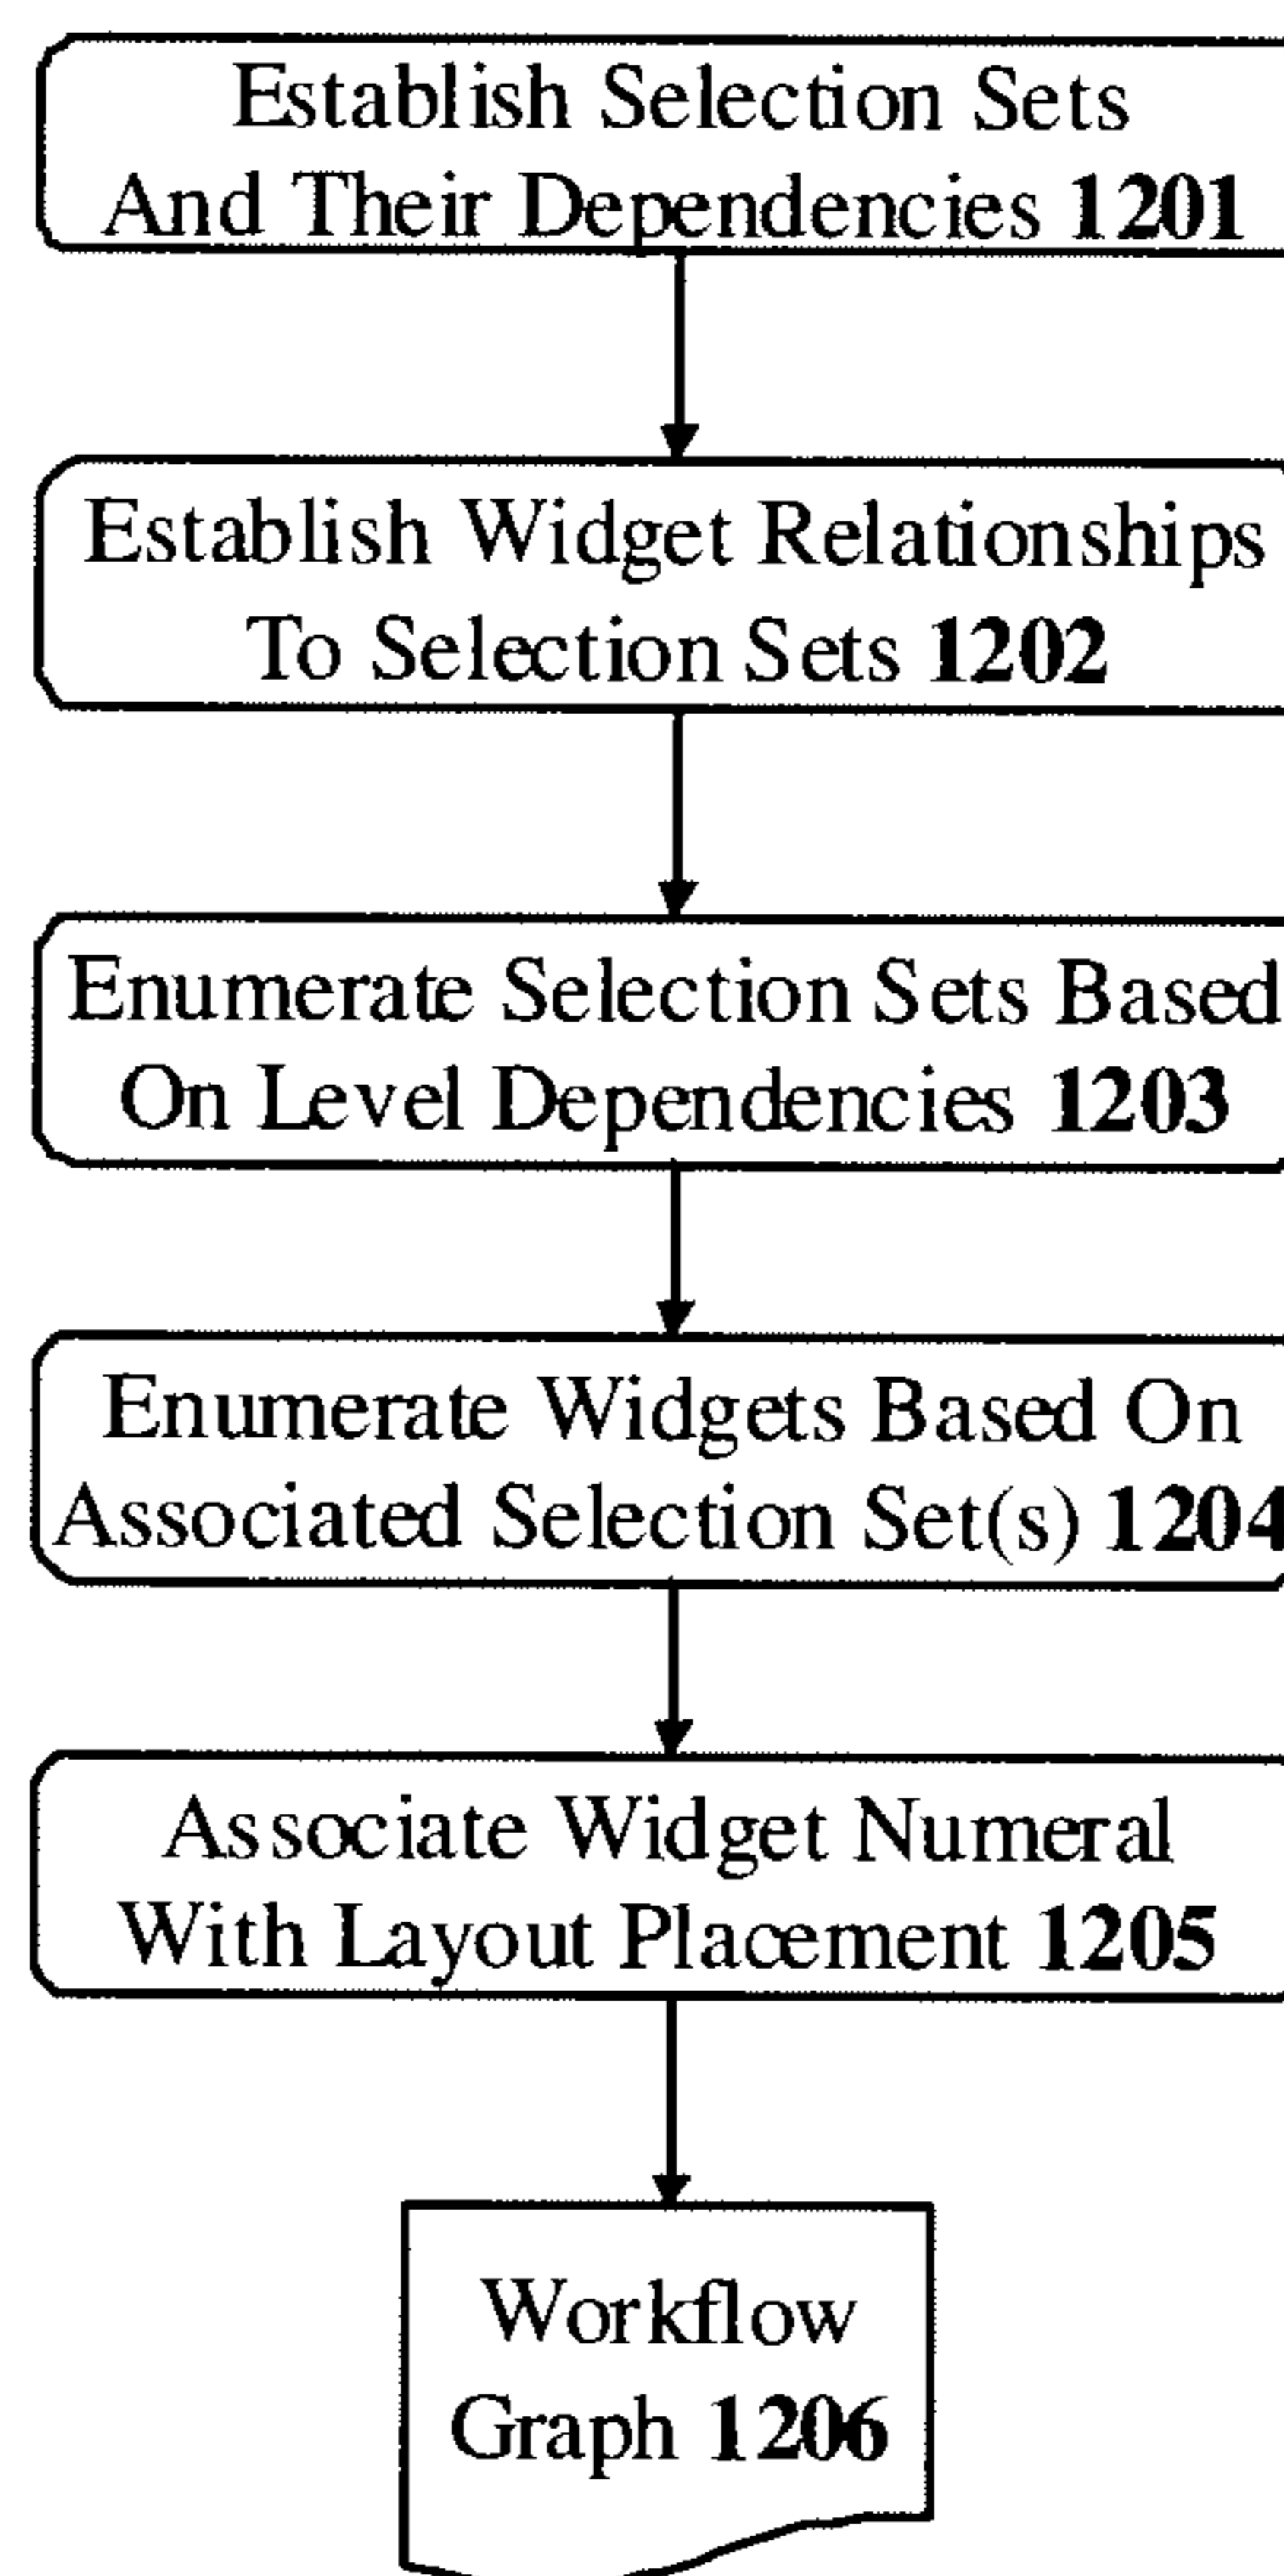 Establish Selection Sets
And Their Dependencies 1201
Establish Widget Relationships
To Selection Sets 1202
Enumerate Selection Sets Based
On Level Dependencies 1203
Enumerate Widgets Based On
Associated Selection Set(s) 1204
Associate Widget Numeral
With Layout Placement 1205
Workflow
Graph 1206